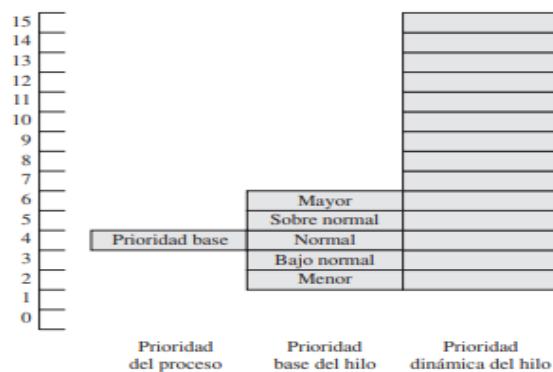 15
14
13
12
11
10
9
8
7
6
5
4
3
2
1
0
Mayor
Sobre normal
Prioridad base
Normal
Bajo normal
Menor
Prioridad
del proceso
Prioridad
base del hilo
Prioridad
dinámica del hilo